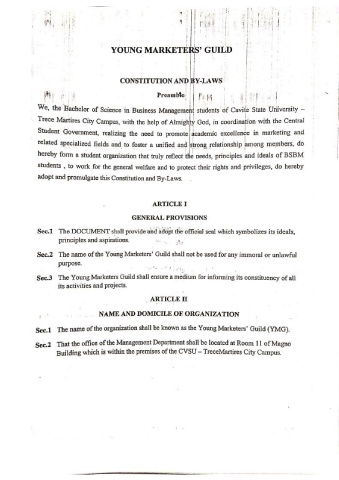 YOUNG MARKETERS' GUILD
CONSTITUTION AND BY-LAWS
Preamble
We, the Bachelor of Science in Business Management students of Cavite State University –
Trece Martires City Campus, with the help of Almighty God, in coordination with the Central
Student Government, realizing the need to promote academic excellence in marketing and
related specialized fields and to foster a unified and strong relationship among members, do
hereby form a student organization that truly reflect the needs, principles and ideals of BSBM
students , to work for the general welfare and to protect their rights and privileges, do hereby
adopt and promulgate this Constitution and By-Laws.
ARTICLE I
GENERAL PROVISIONS
Sec.1 The DOCUMENT shall provide and adopt the official seal which symbolizes its ideals,
principles and aspirations.
Sec.2 The name of the Young Marketers' Guild shall not be used for any immoral or unlawful
purpose.
Sec.3 The Young Marketers Guild shall ensure a medium for informing its constituency of all
its activities and projects.
ARTICLE II
NAME AND DOMICILE OF ORGANIZATION
Sec.1 The name of the organization shall be known as the Young Marketers' Guild (YMG).
Sec.2 That the office of the Management Department shall be located at Room 11 of Magao
Building which is within the premises of the CVSU – TreceMartires City Campus.